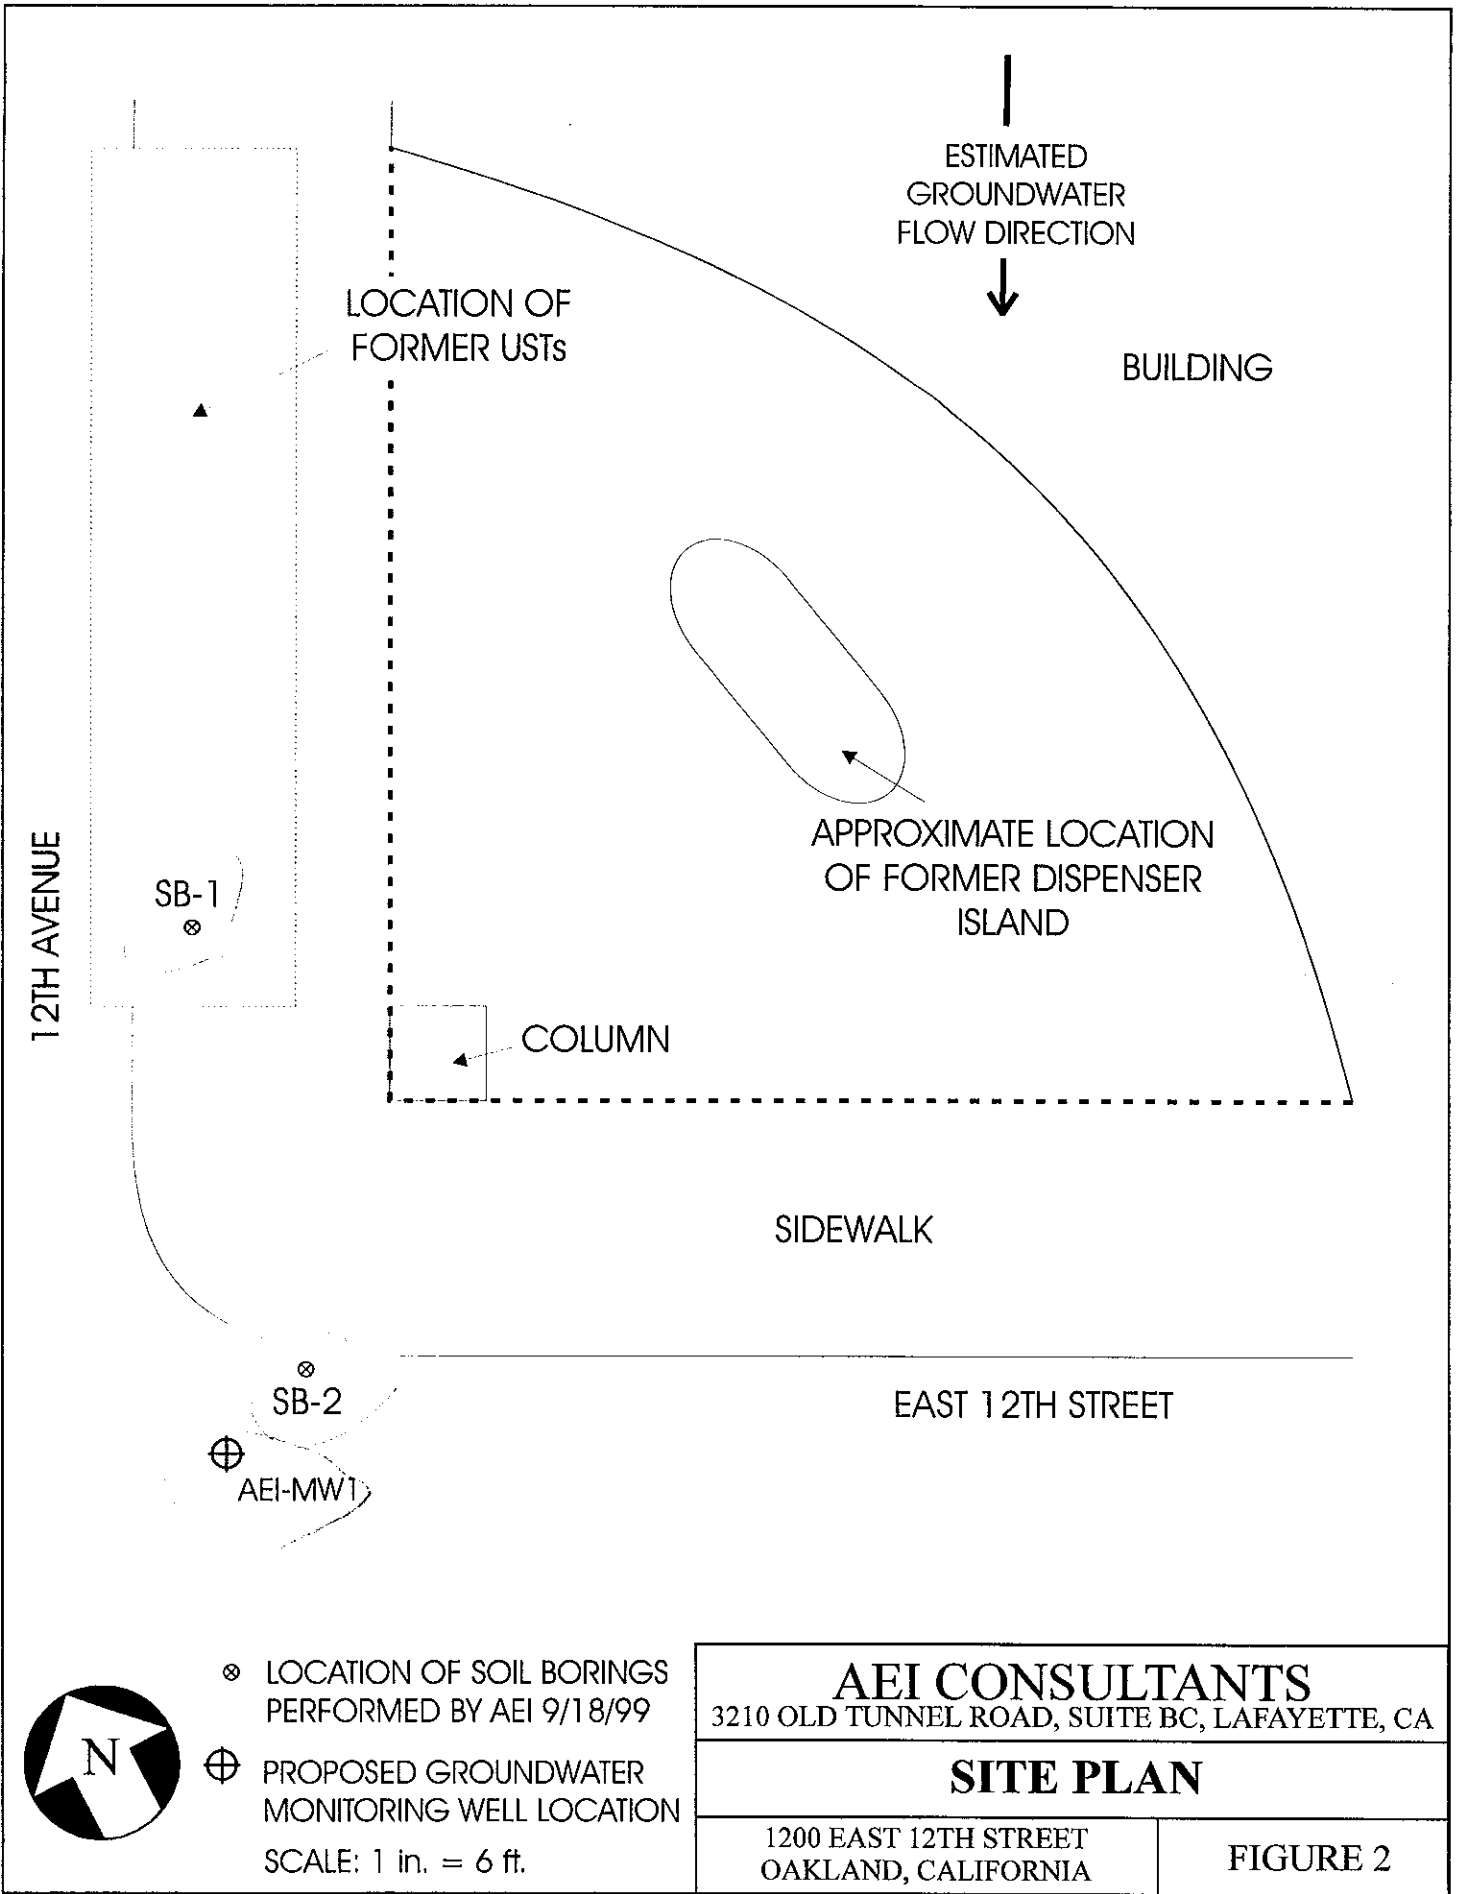 ESTIMATED
GROUNDWATER
FLOW DIRECTION
LOCATION OF
FORMER USTs
BUILDING
APPROXIMATE LOCATION
OF FORMER DISPENSER
ISLAND
12TH AVENUE
SB-1
COLUMN
SIDEWALK
SB-2
EAST 12TH STREET
AEI-MW1
N
⊗ LOCATION OF SOIL BORINGS
PERFORMED BY AEI 9/18/99
⊕ PROPOSED GROUNDWATER
MONITORING WELL LOCATION
SCALE: 1 in. = 6 ft.
AEI CONSULTANTS
3210 OLD TUNNEL ROAD, SUITE BC, LAFAYETTE, CA
SITE PLAN
1200 EAST 12TH STREET
OAKLAND, CALIFORNIA
FIGURE 2